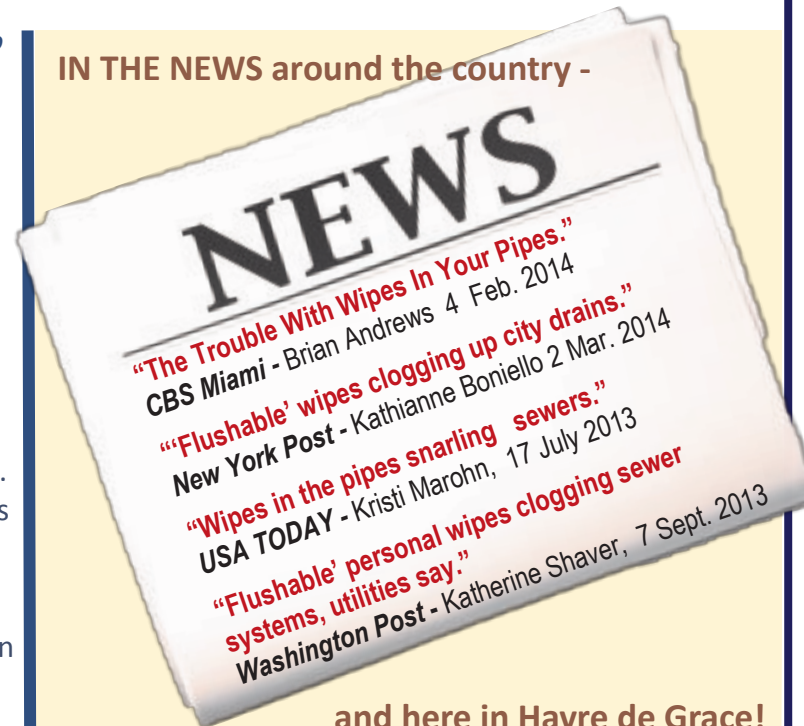 IN THE NEWS around the country -
NEWS
“The Trouble With Wipes In Your Pipes.”
CBS Miami - Brian Andrews 4 Feb. 2014
“‘Flushable’ wipes clogging up city drains.”
New York Post - Kathianne Boniello 2 Mar. 2014
“Wipes in the pipes snarling sewers.”
USA TODAY - Kristi Marohn, 17 July 2013
“Flushable’ personal wipes clogging sewer
systems, utilities say.”
Washington Post - Katherine Shaver, 7 Sept. 2013
and here in Havre de Grace!